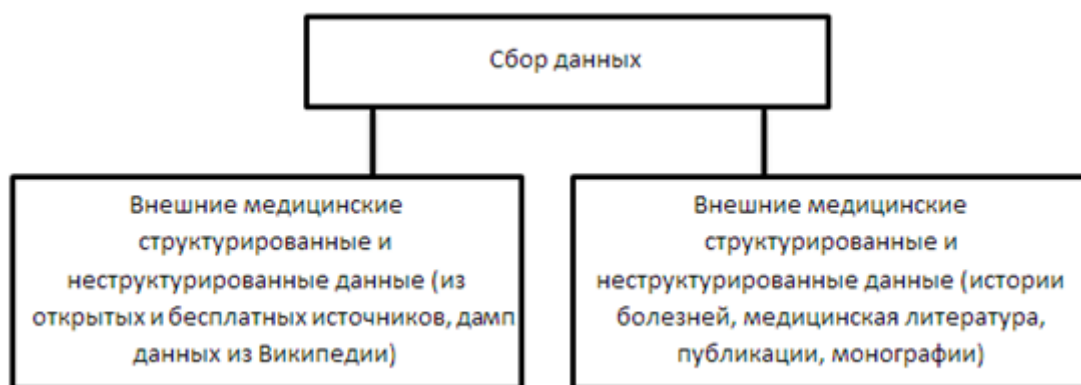 Сбор данных
Внешние медицинские
структурированные и
неструктурированные данные (из
открытых и бесплатных источников, дамп
данных из Википедии)
Внешние медицинские
структурированные и
неструктурированные данные (истории
болезней, медицинская литература,
публикации, монографии)